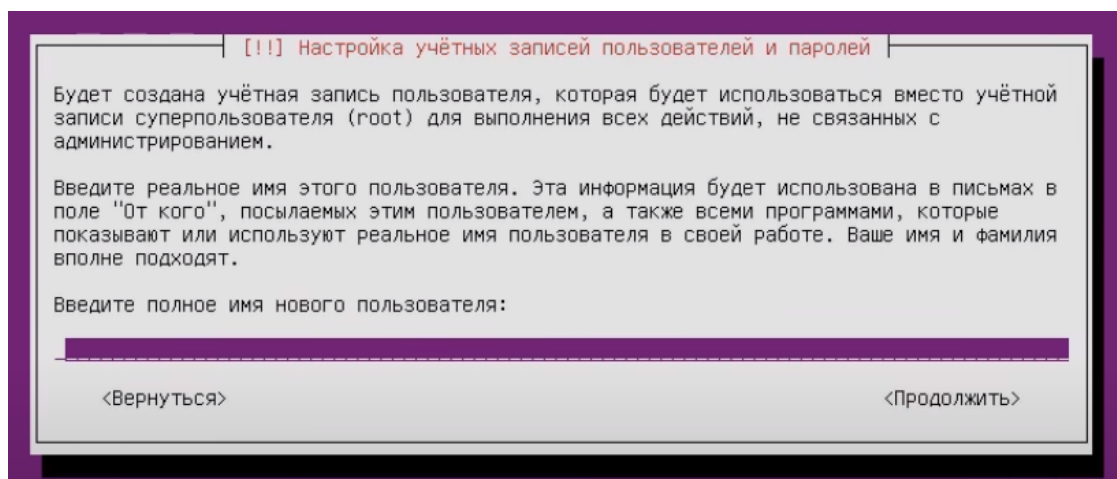 [!!] Настройка учётных записей пользователей и паролей
Будет создана учётная запись пользователя, которая будет использоваться вместо учётной
записи суперпользователя (root) для выполнения всех действий, не связанных с
администрированием.
Введите реальное имя этого пользователя. Эта информация будет использована в письмах в
поле "От кого", посылаемых этим пользователем, а также всеми программами, которые
показывают или используют реальное имя пользователя в своей работе. Ваше имя и фамилия
вполне подходят.
Введите полное имя нового пользователя:
<Вернуться> <Продолжить>